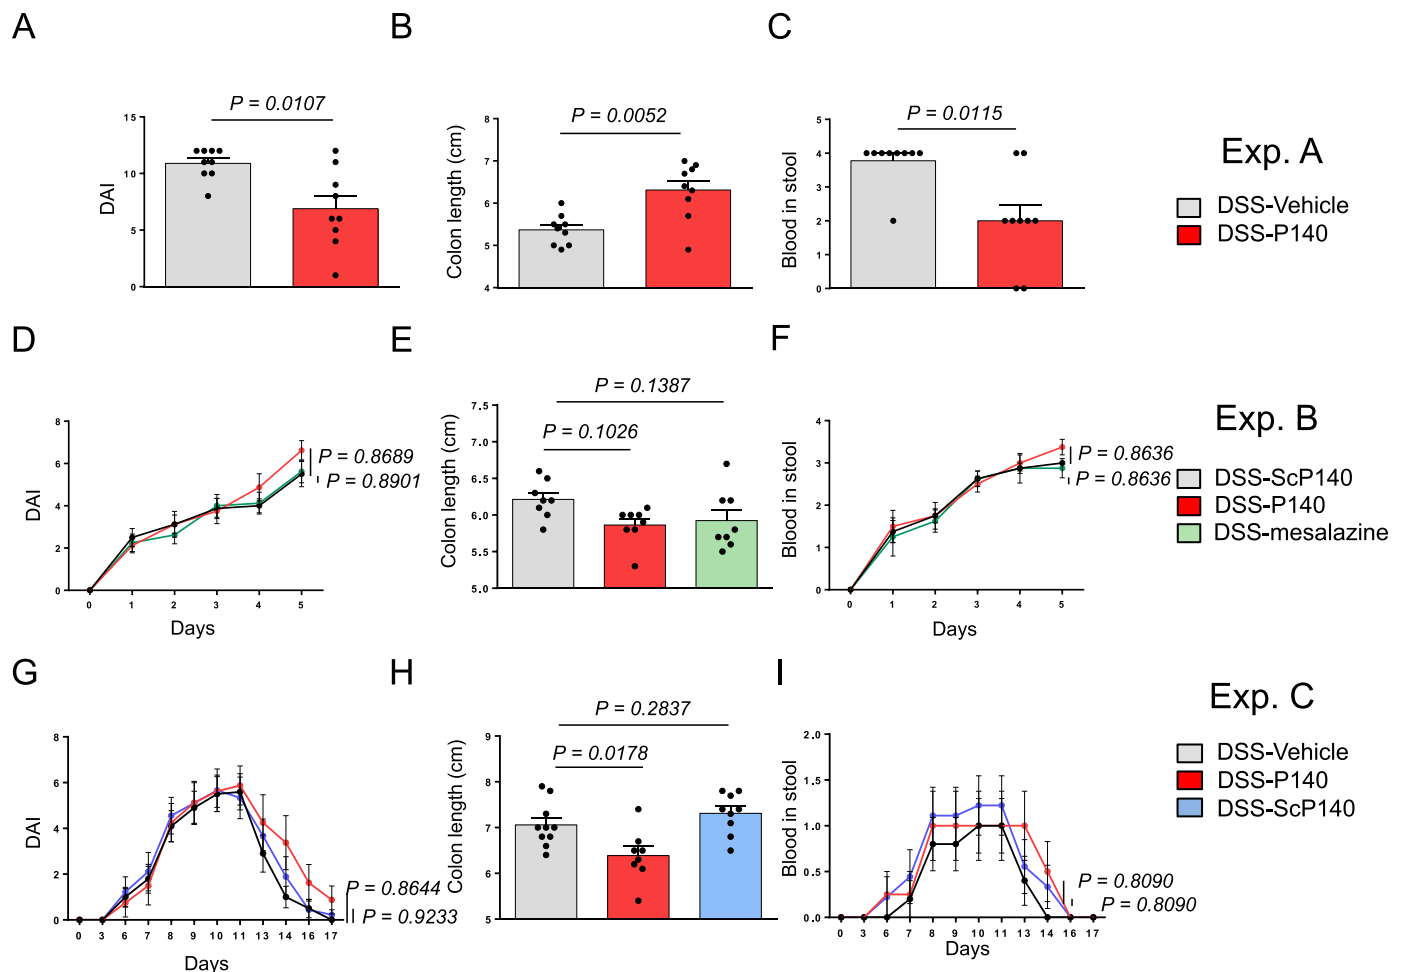 A
B
C
P = 0.0107
P = 0.0052
P = 0.0115
Exp. A
DSS-Vehicle
DSS-P140
DAI
15
10
5
0
Colon length (cm)
8
7
6
5
4
Blood in stool
5
4
3
2
1
0
D
E
F
P = 0.1387
P = 0.1026
P = 0.8689
P = 0.8901
P = 0.8636
P = 0.8636
Exp. B
DSS-ScP140
DSS-P140
DSS-mesalazine
DAI
8
6
4
2
0
0 1 2 3 4 5
Days
Colon length (cm)
7.5
7.0
6.5
6.0
5.5
5.0
Blood in stool
4
3
2
1
0
0 1 2 3 4 5
Days
G
H
I
P = 0.2837
P = 0.0178
P = 0.8644
P = 0.9233
P = 0.8090
P = 0.8090
Exp. C
DSS-Vehicle
DSS-P140
DSS-ScP140
DAI
8
6
4
2
0
0 3 6 7 8 9 10 11 13 14 16 17
Days
Colon length (cm)
9
8
7
6
5
Blood in stool
2.0
1.5
1.0
0.5
0.0
0 3 6 7 8 9 10 11 13 14 16 17
Days